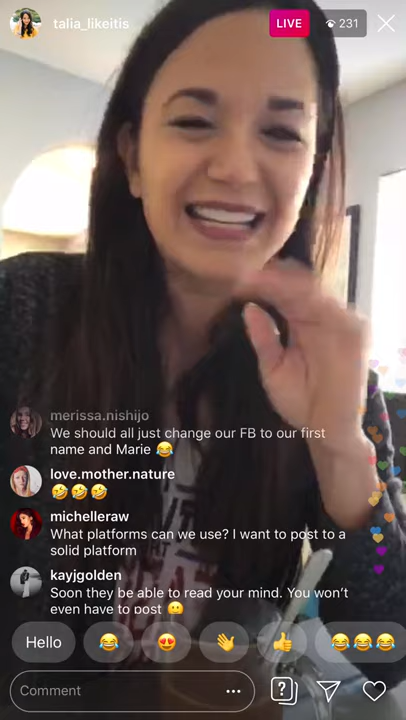 talia_likeitis
LIVE
231
merissa.nishijo
We should all just change our FB to our first
name and Marie 😂
love.mother.nature
🤣🤣🤣
michelleraw
What platforms can we use? I want to post to a
solid platform
kayjgolden
Soon they be able to read your mind. You won't
even have to post 🤐
Hello 😂 😍 👋 👍 😂😂😂
Comment